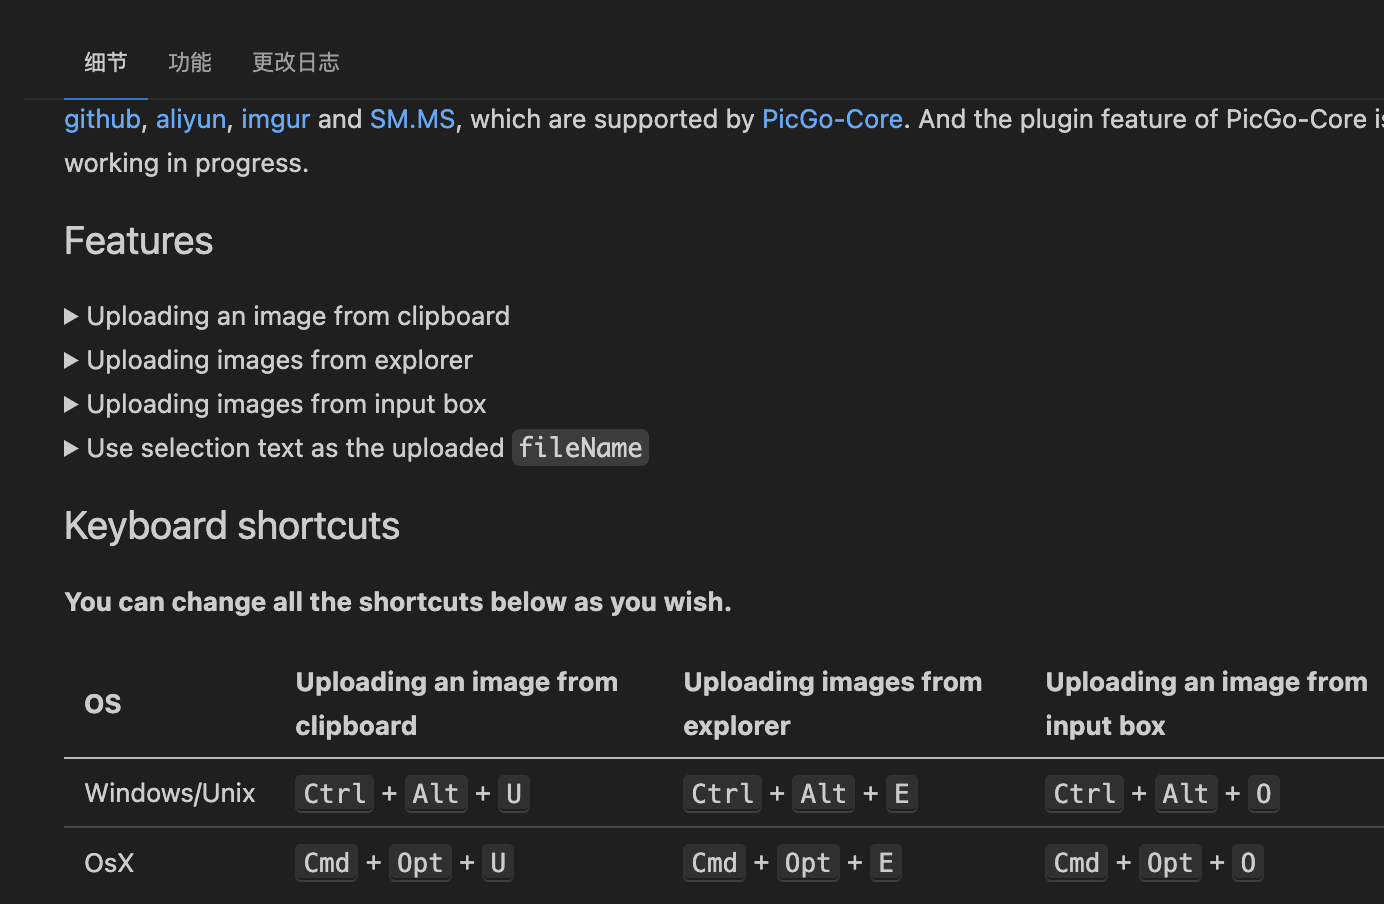 细节 功能 更改日志
github, aliyun, imgur and SM.MS, which are supported by PicGo-Core. And the plugin feature of PicGo-Core is
working in progress.
Features
▶ Uploading an image from clipboard
▶ Uploading images from explorer
▶ Uploading images from input box
▶ Use selection text as the uploaded fileName
Keyboard shortcuts
You can change all the shortcuts below as you wish.
OS Uploading an image from clipboard Uploading images from explorer Uploading an image from input box
Windows/Unix Ctrl + Alt + U Ctrl + Alt + E Ctrl + Alt + O
OsX Cmd + Opt + U Cmd + Opt + E Cmd + Opt + O